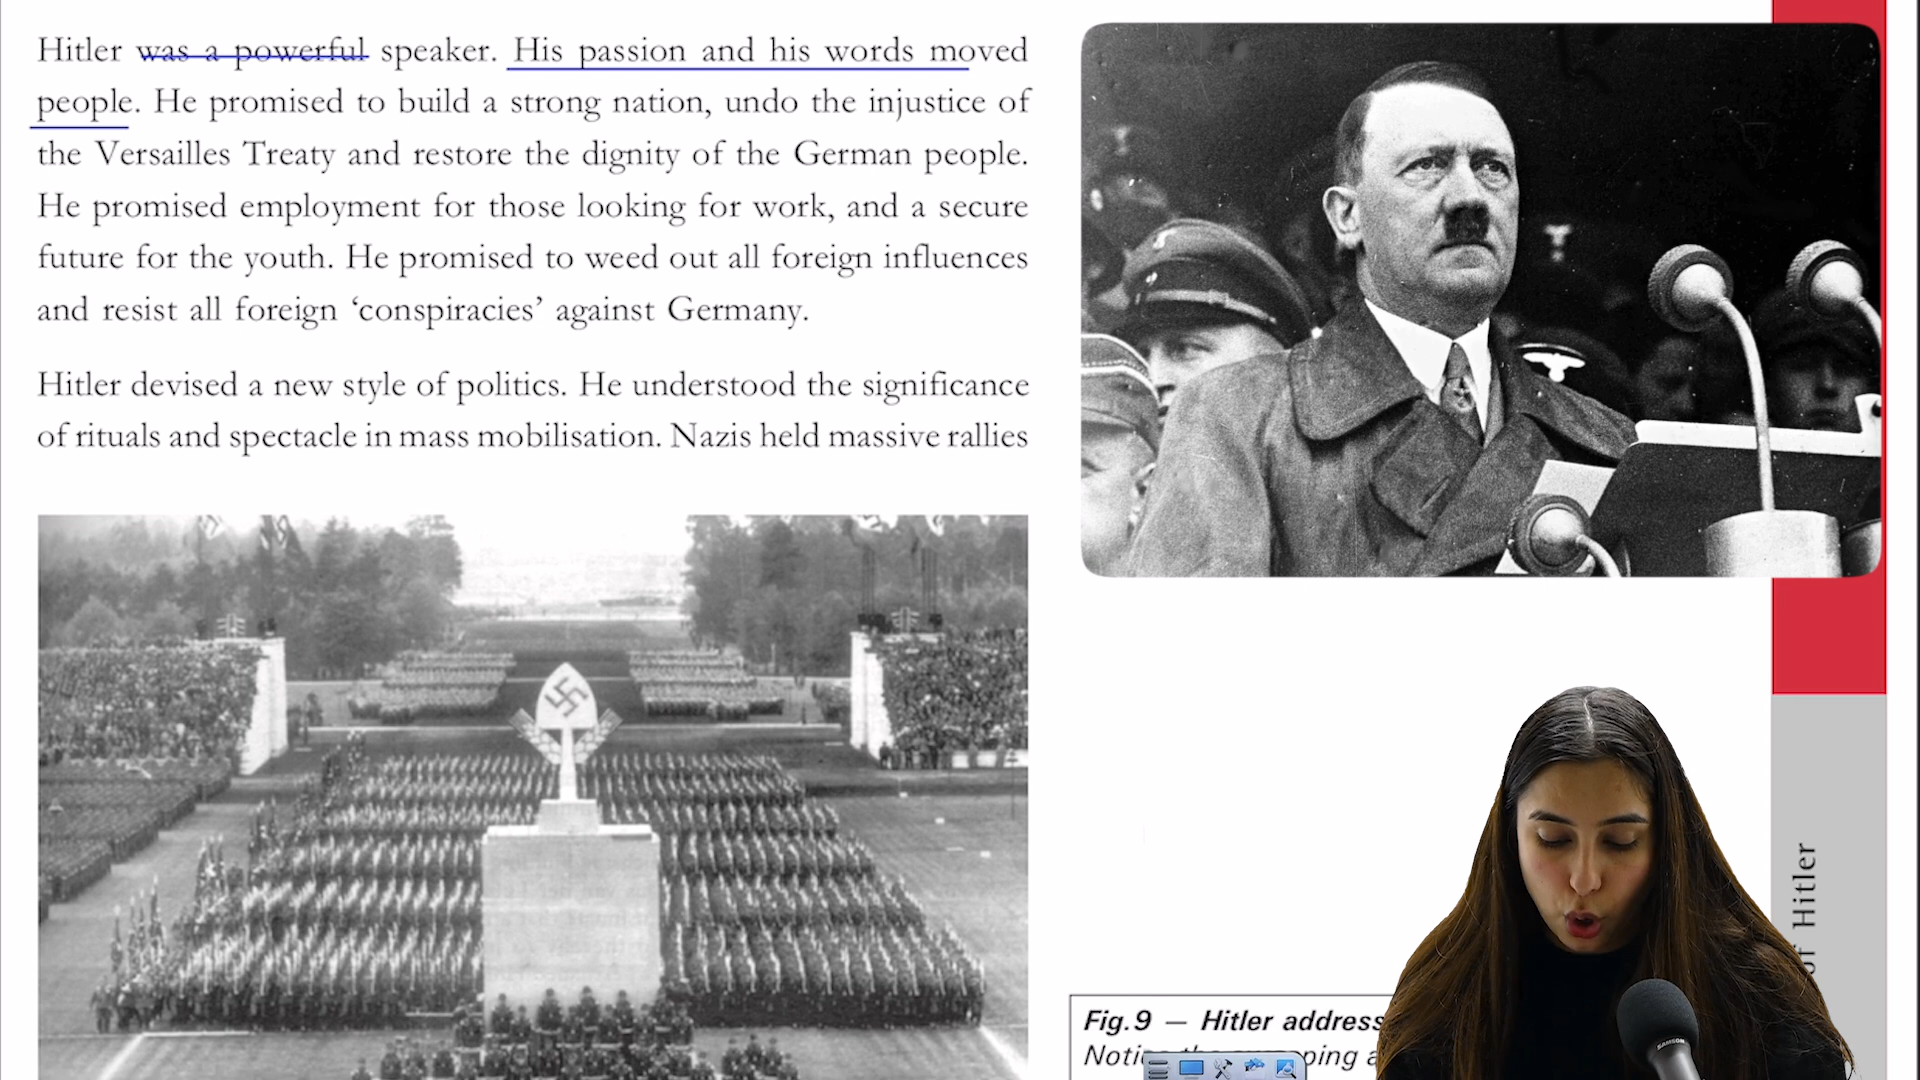 Hitler was a powerful speaker. His passion and his words moved
people. He promised to build a strong nation, undo the injustice of
the Versailles Treaty and restore the dignity of the German people.
He promised employment for those looking for work, and a secure
future for the youth. He promised to weed out all foreign influences
and resist all foreign ‘conspiracies’ against Germany.
Hitler devised a new style of politics. He understood the significance
of rituals and spectacle in mass mobilisation. Nazis held massive rallies
of Hitler
Fig.9 — Hitler address
SAMSON